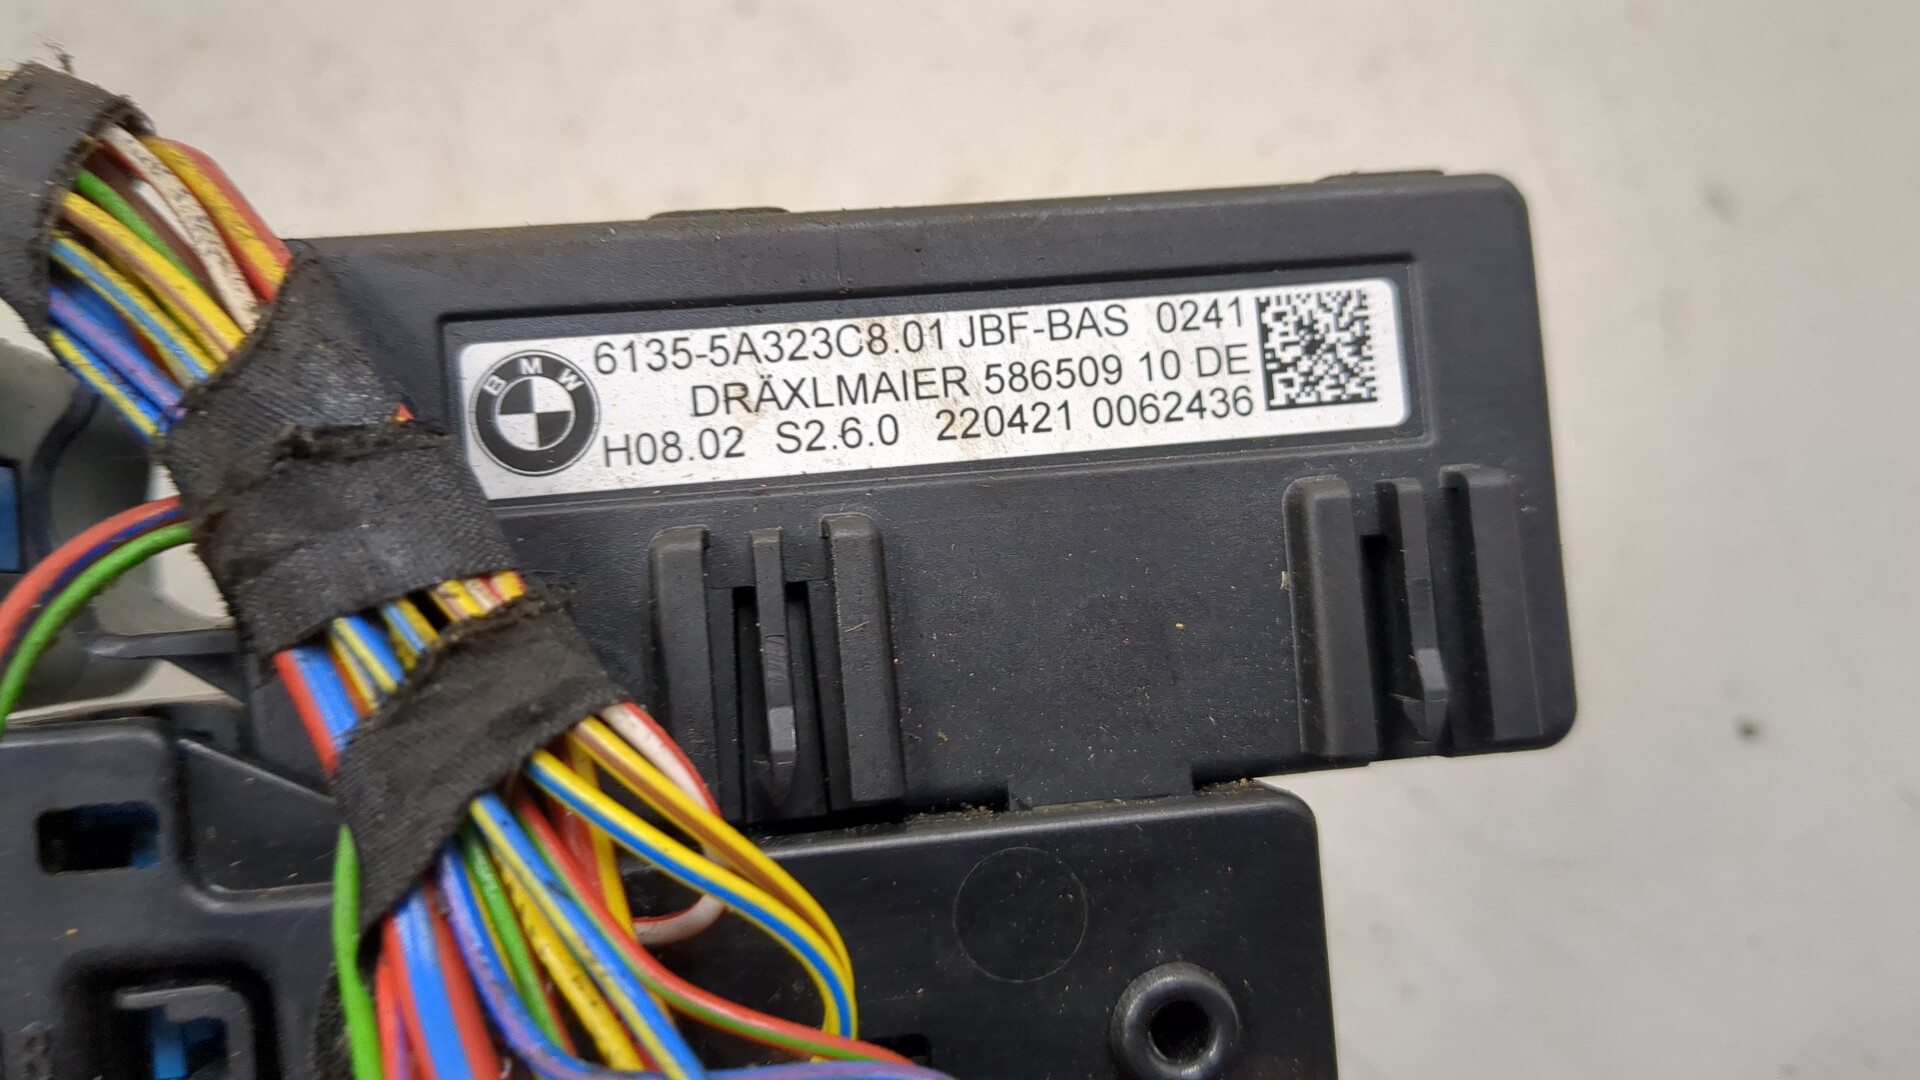 BMW
6135-5A323C8.01 JBF-BAS 0241
DRÄXLMAIER 586509 10 DE
H08.02 S2.6.0 220421 0062436